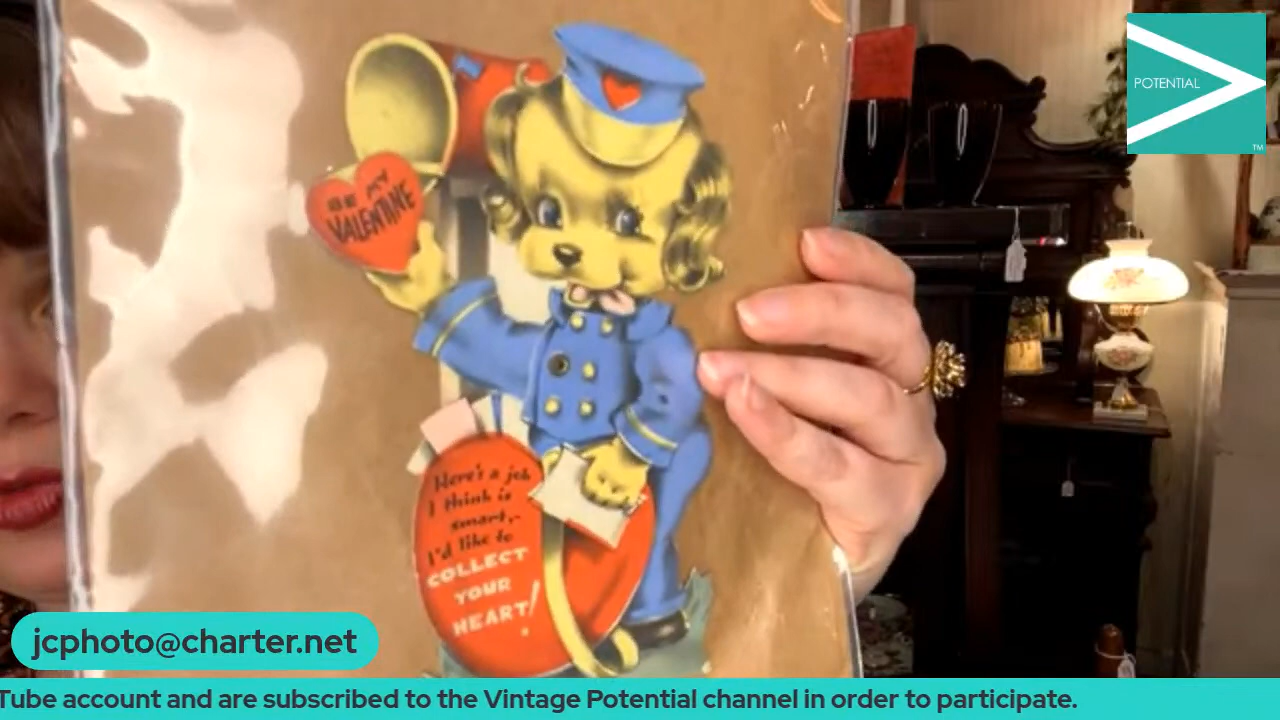 POTENTIAL
TM
BE MY
VALENTINE
Here's a job
I think is
smart,-
I'd like to
COLLECT
YOUR
HEART!
jcphoto@charter.net
Tube account and are subscribed to the Vintage Potential channel in order to participate.